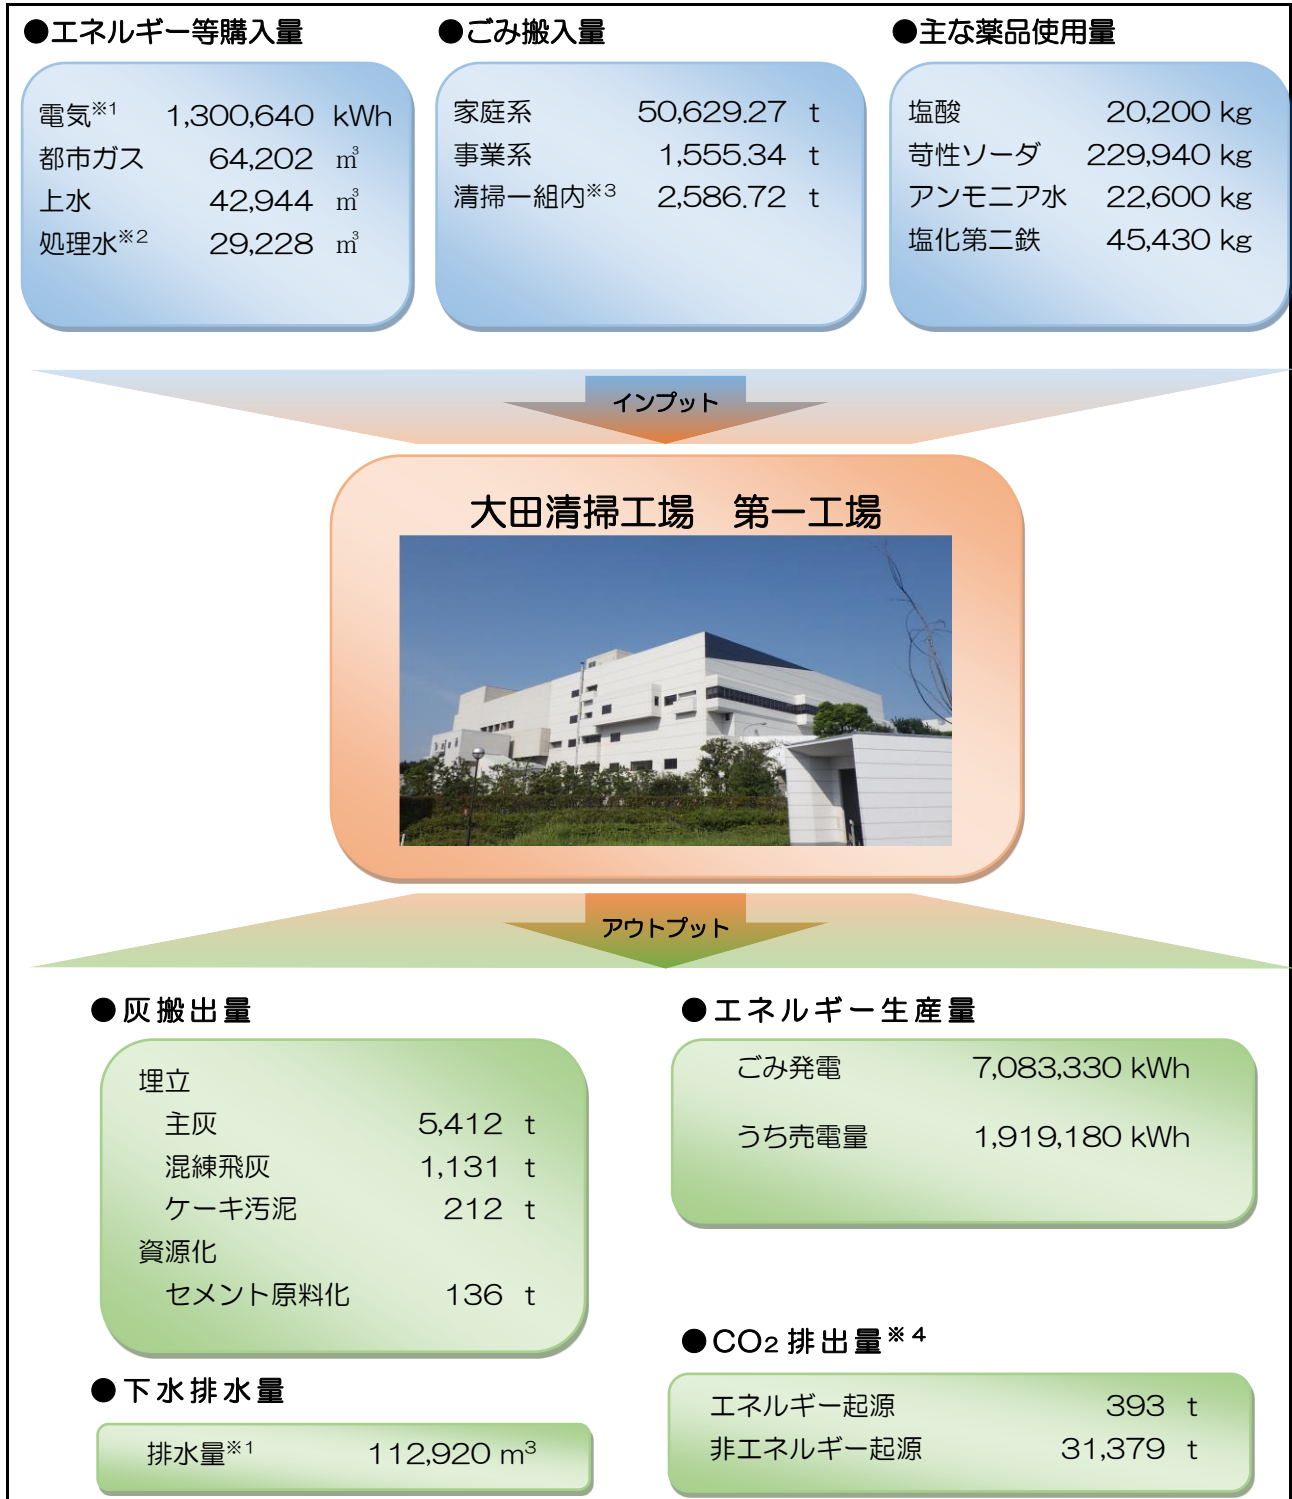 ●エネルギー等購入量
電気※1 1,300,640 kWh
都市ガス 64,202 ㎥
上水 42,944 ㎥
処理水※2 29,228 ㎥
●ごみ搬入量
家庭系 50,629.27 t
事業系 1,555.34 t
清掃一組内※3 2,586.72 t
●主な薬品使用量
塩酸 20,200 kg
苛性ソーダ 229,940 kg
アンモニア水 22,600 kg
塩化第二鉄 45,430 kg
インプット
大田清掃工場　第一工場
アウトプット
●灰搬出量
埋立
主灰 5,412 t
混練飛灰 1,131 t
ケーキ汚泥 212 t
資源化
セメント原料化 136 t
●下水排水量
排水量※1 112,920 m³
●エネルギー生産量
ごみ発電 7,083,330 kWh
うち売電量 1,919,180 kWh
●CO₂排出量※4
エネルギー起源 393 t
非エネルギー起源 31,379 t